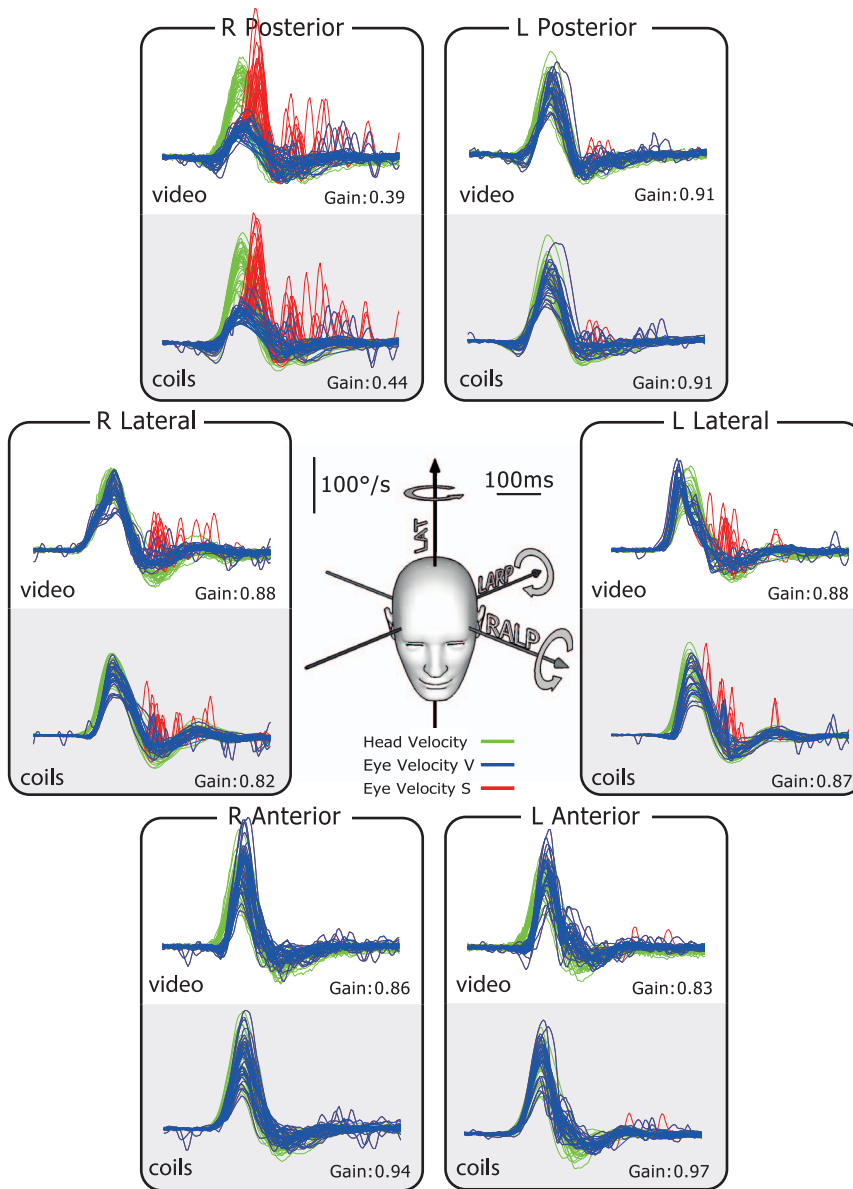 R Posterior
video
Gain:0.39
coils
Gain:0.44
L Posterior
video
Gain:0.91
coils
Gain:0.91
R Lateral
video
Gain:0.88
coils
Gain:0.82
100°/s
100ms
LAT
LARP
RALP
Head Velocity
Eye Velocity V
Eye Velocity S
L Lateral
video
Gain:0.88
coils
Gain:0.87
R Anterior
video
Gain:0.86
coils
Gain:0.94
L Anterior
video
Gain:0.83
coils
Gain:0.97